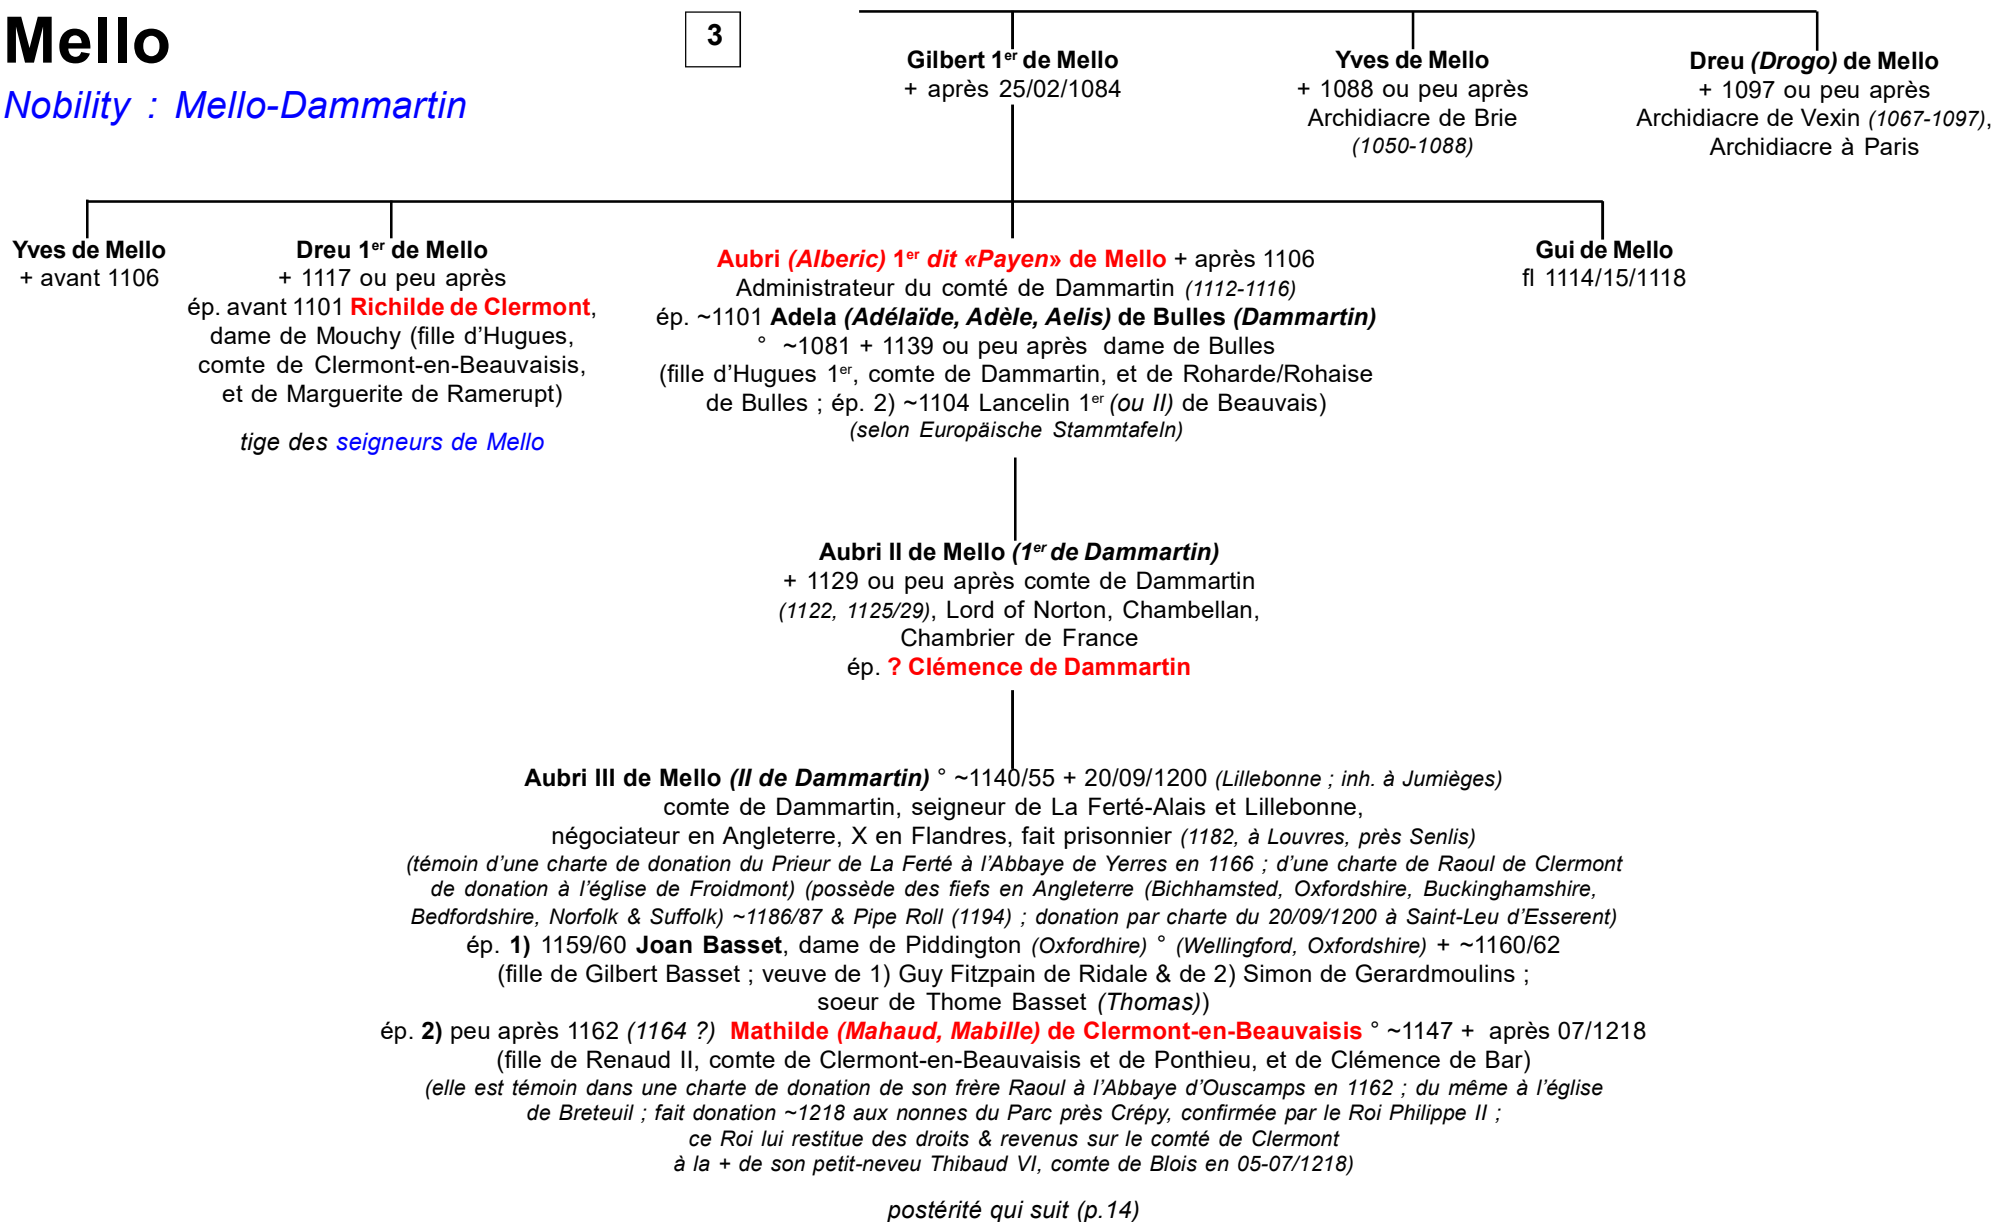 Mello
Nobility : Mello-Dammartin
3
Gilbert 1er de Mello
+ après 25/02/1084
Yves de Mello
+ 1088 ou peu après
Archidiacre de Brie
(1050-1088)
Dreu (Drogo) de Mello
+ 1097 ou peu après
Archidiacre de Vexin (1067-1097),
Archidiacre à Paris
Yves de Mello
+ avant 1106
Dreu 1er de Mello
+ 1117 ou peu après
ép. avant 1101 Richilde de Clermont,
dame de Mouchy (fille d'Hugues,
comte de Clermont-en-Beauvaisis,
et de Marguerite de Ramerupt)
tige des seigneurs de Mello
Aubri (Alberic) 1er dit «Payen» de Mello + après 1106
Administrateur du comté de Dammartin (1112-1116)
ép. ~1101 Adela (Adélaïde, Adèle, Aelis) de Bulles (Dammartin)
° ~1081 + 1139 ou peu après dame de Bulles
(fille d'Hugues 1er, comte de Dammartin, et de Roharde/Rohaise
de Bulles ; ép. 2) ~1104 Lancelin 1er (ou II) de Beauvais)
(selon Europäische Stammtafeln)
Gui de Mello
fl 1114/15/1118
Aubri II de Mello (1er de Dammartin)
+ 1129 ou peu après comte de Dammartin
(1122, 1125/29), Lord of Norton, Chambellan,
Chambrier de France
ép. ? Clémence de Dammartin
Aubri III de Mello (II de Dammartin) ° ~1140/55 + 20/09/1200 (Lillebonne ; inh. à Jumièges)
comte de Dammartin, seigneur de La Ferté-Alais et Lillebonne,
négociateur en Angleterre, X en Flandres, fait prisonnier (1182, à Louvres, près Senlis)
(témoin d'une charte de donation du Prieur de La Ferté à l'Abbaye de Yerres en 1166 ; d'une charte de Raoul de Clermont
de donation à l'église de Froidmont) (possède des fiefs en Angleterre (Bichhamsted, Oxfordshire, Buckinghamshire,
Bedfordshire, Norfolk & Suffolk) ~1186/87 & Pipe Roll (1194) ; donation par charte du 20/09/1200 à Saint-Leu d'Esserent)
ép. 1) 1159/60 Joan Basset, dame de Piddington (Oxfordhire) ° (Wellingford, Oxfordshire) + ~1160/62
(fille de Gilbert Basset ; veuve de 1) Guy Fitzpain de Ridale & de 2) Simon de Gerardmoulins ;
soeur de Thome Basset (Thomas))
ép. 2) peu après 1162 (1164 ?) Mathilde (Mahaud, Mabille) de Clermont-en-Beauvaisis ° ~1147 + après 07/1218
(fille de Renaud II, comte de Clermont-en-Beauvaisis et de Ponthieu, et de Clémence de Bar)
(elle est témoin dans une charte de donation de son frère Raoul à l'Abbaye d'Ouscamps en 1162 ; du même à l'église
de Breteuil ; fait donation ~1218 aux nonnes du Parc près Crépy, confirmée par le Roi Philippe II ;
ce Roi lui restitue des droits & revenus sur le comté de Clermont
à la + de son petit-neveu Thibaud VI, comte de Blois en 05-07/1218)
postérité qui suit (p.14)